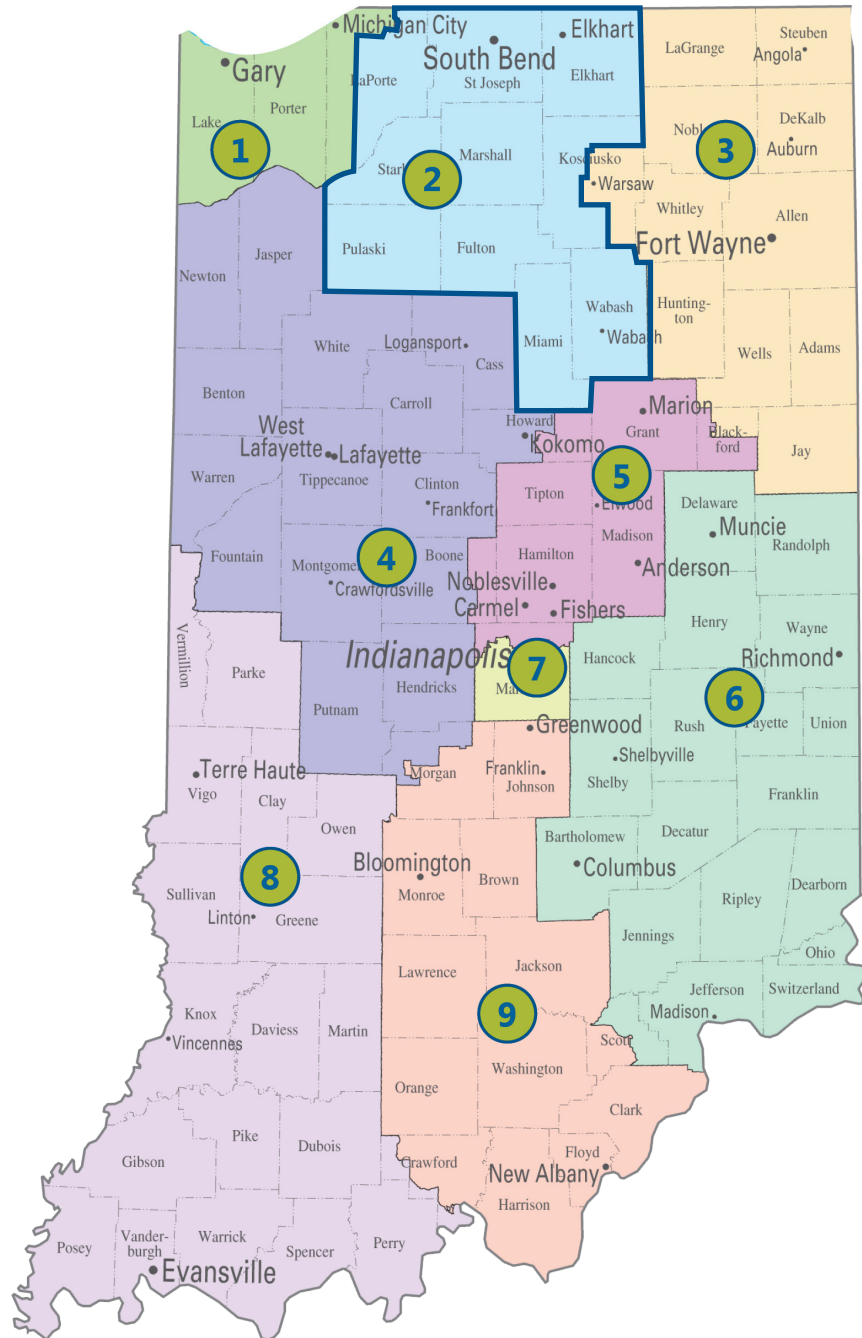 Michigan City
Elkhart
South Bend
Steuben
LaGrange
Angola
Gary
LaPorte
St Joseph
Elkhart
Porter
Lake
Noble
DeKalb
Auburn
1
2
3
Starke
Marshall
Kosciusko
Warsaw
Whitley
Allen
Fort Wayne
Pulaski
Fulton
Jasper
Newton
Wabash
Wabash
Hunting-
ton
White
Logansport
Cass
Miami
Wells
Adams
Benton
Carroll
Howard
Kokomo
Marion
Grant
Black-
ford
Jay
West
Lafayette
Lafayette
Tippecanoe
Warren
Clinton
Frankfort
5
Tipton
Elwood
Delaware
Muncie
Randolph
Fountain
Montgomery
Crawfordsville
4
Boone
Hamilton
Noblesville
Carmel
Fishers
Madison
Anderson
Henry
Wayne
Richmond
Vermillion
Parke
Indianapolis
7
Marion
Hancock
Hendricks
Putnam
6
Rush
Fayette
Union
Greenwood
Shelbyville
Shelby
Terre Haute
Vigo
Clay
Morgan
Franklin
Johnson
Franklin
Owen
Bartholomew
Columbus
Decatur
Bloomington
Monroe
Brown
8
Sullivan
Linton
Greene
Ripley
Dearborn
Jennings
Ohio
Lawrence
Jackson
Jefferson
Switzerland
Madison
9
Knox
Vincennes
Daviess
Martin
Scott
Washington
Orange
Clark
Pike
Dubois
Gibson
Crawford
Floyd
New Albany
Harrison
Posey
Vander-
burgh
Warrick
Spencer
Perry
Evansville